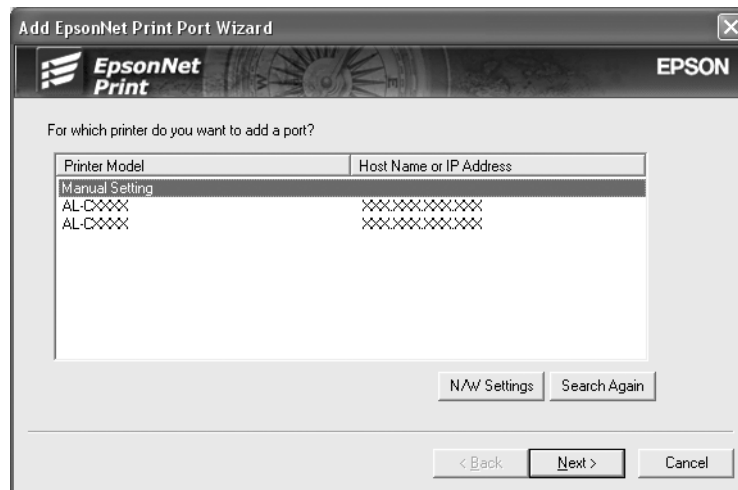 Add EpsonNet Print Port Wizard
EpsonNet
Print
EPSON
For which printer do you want to add a port?
Printer Model Host Name or IP Address
Manual Setting
AL-CXXXX XXX.XXX.XXX.XXX
AL-CXXXX XXX.XXX.XXX.XXX
N/W Settings Search Again
< Back Next > Cancel